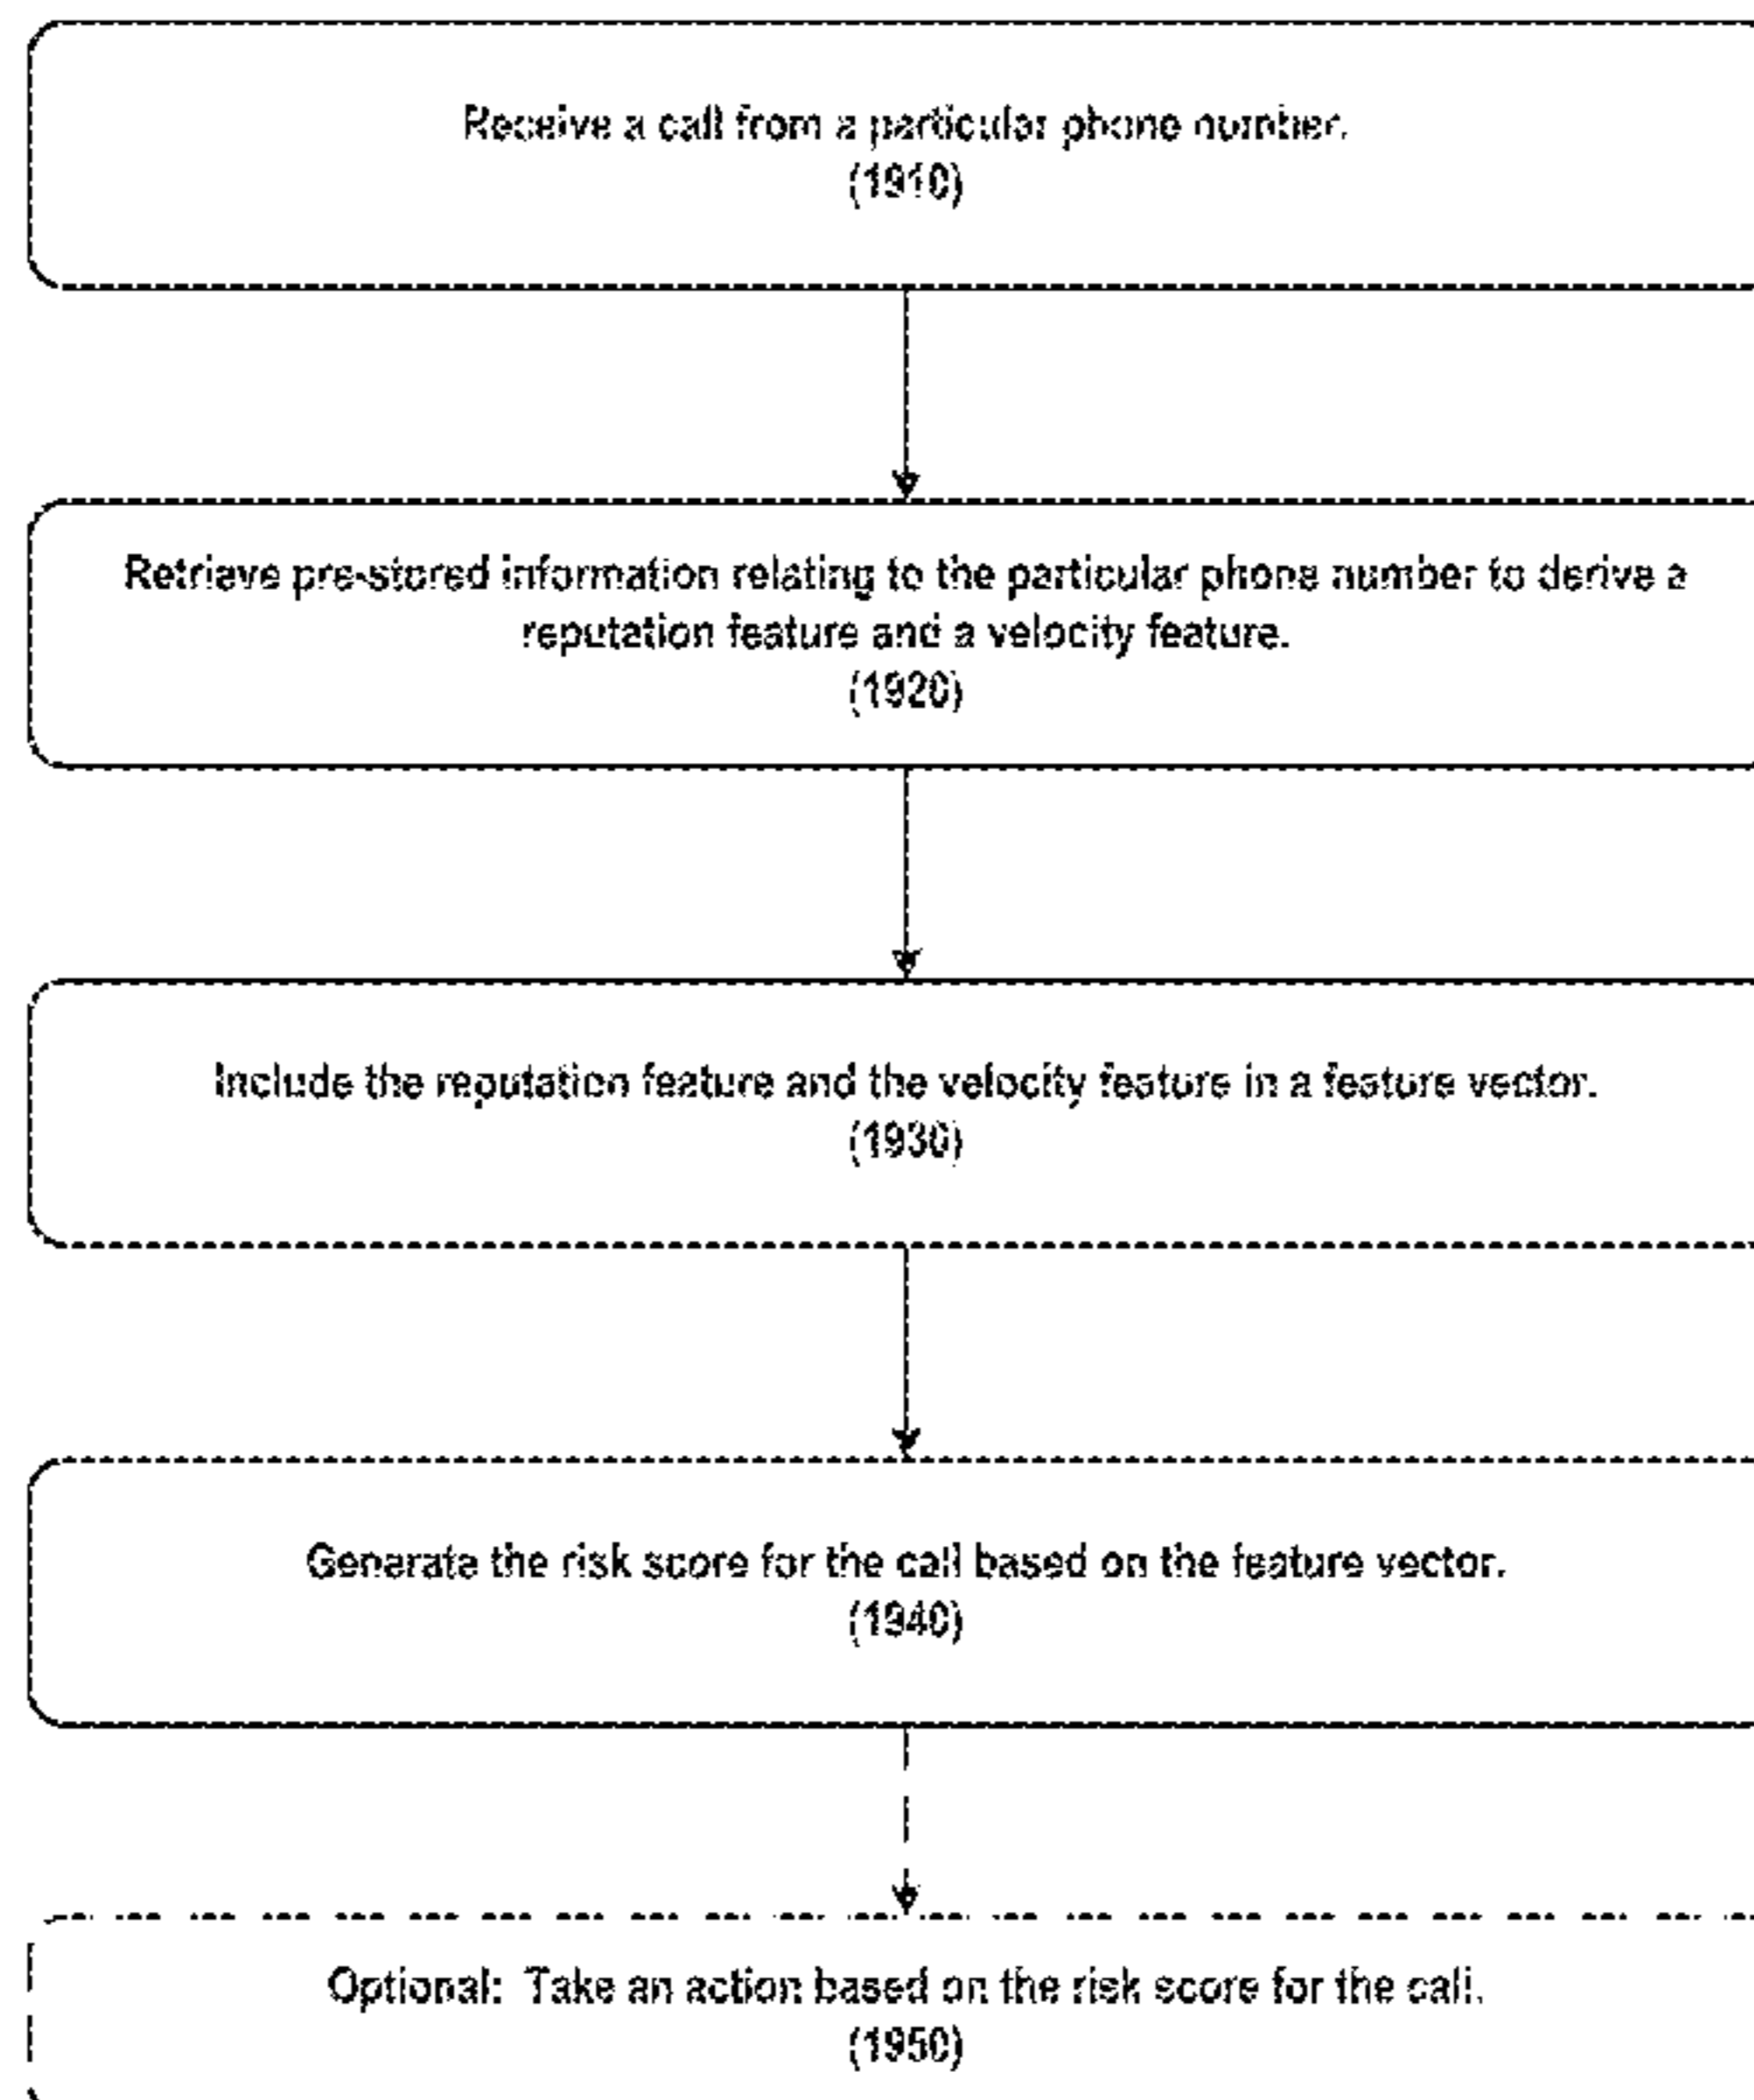 Receive a call from a particular phone number.
(1910)
Retrieve pre-stored information relating to the particular phone number to derive a
reputation feature and a velocity feature.
(1920)
Include the reputation feature and the velocity feature in a feature vector.
(1930)
Generate the risk score for the call based on the feature vector.
(1940)
Optional: Take an action based on the risk score for the call.
(1950)